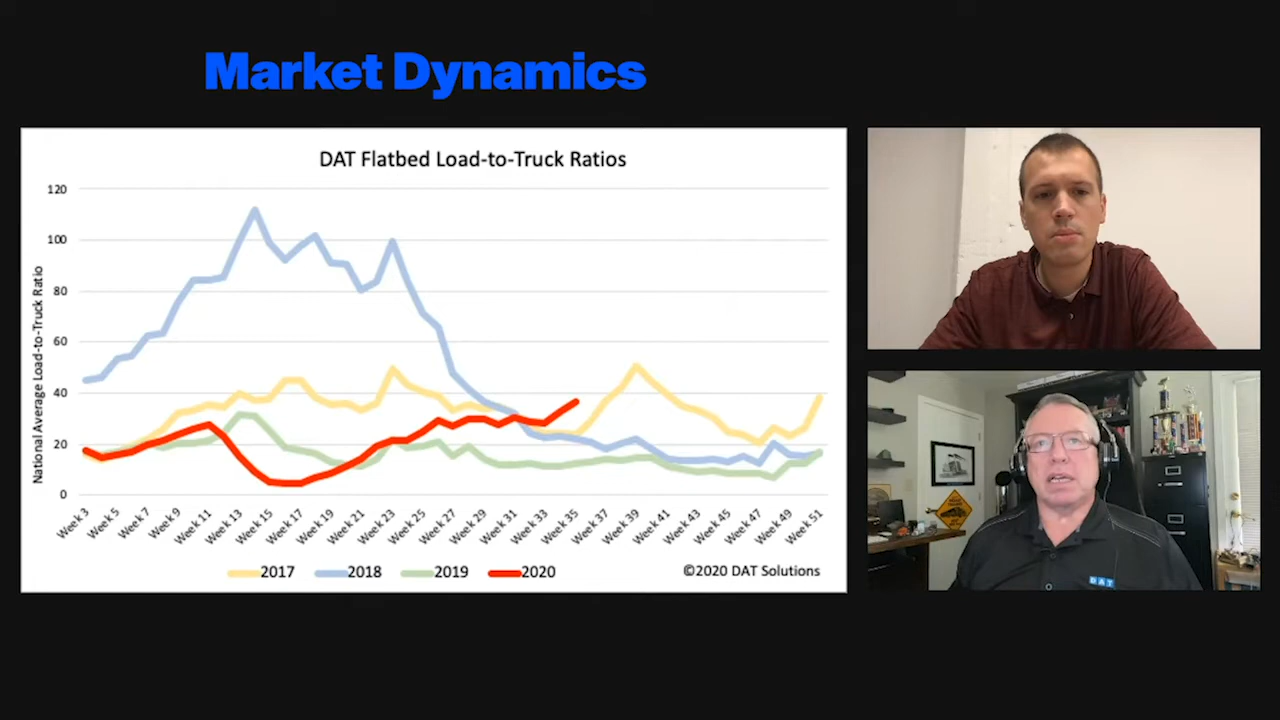 Market Dynamics
DAT Flatbed Load-to-Truck Ratios
National Average Load-to-Truck Ratio
120
100
80
60
40
20
0
Week 3
Week 5
Week 7
Week 9
Week 11
Week 13
Week 15
Week 17
Week 19
Week 21
Week 23
Week 25
Week 27
Week 29
Week 31
Week 33
Week 35
Week 37
Week 39
Week 41
Week 43
Week 45
Week 47
Week 49
Week 51
2017
2018
2019
2020
©2020 DAT Solutions
DAT